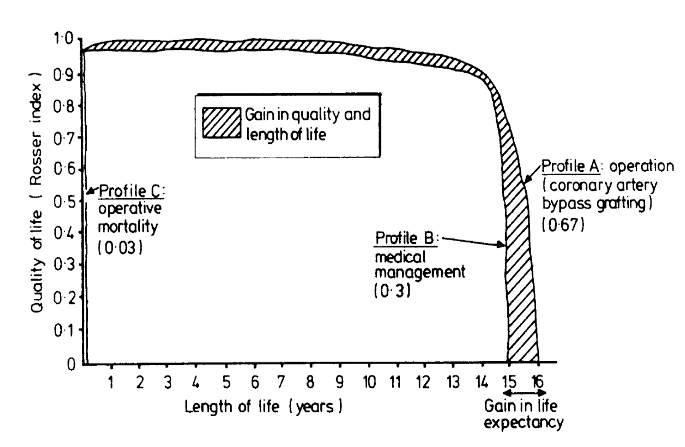 Quality of life (Rosser index)
1·0
0·9
0·8
0·7
0·6
0·5
0·4
0·3
0·2
0·1
0
Gain in quality and
length of life
Profile C:
operative
mortality
(0·03)
Profile B:
medical
management
(0·3)
Profile A: operation
(coronary artery
bypass grafting)
(0·67)
1 2 3 4 5 6 7 8 9 10 11 12 13 14 15 16
Length of life (years)
Gain in life
expectancy